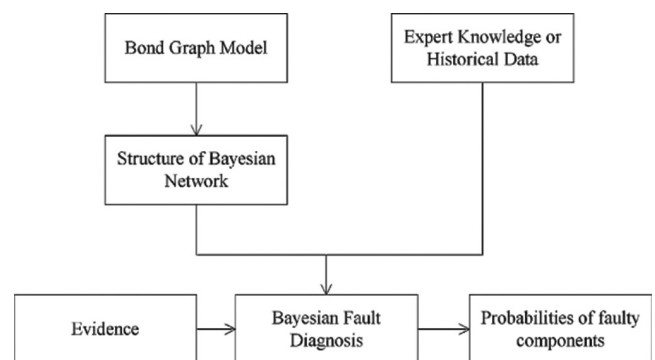 Bond Graph Model
Expert Knowledge or
Historical Data
Structure of Bayesian
Network
Evidence
Bayesian Fault
Diagnosis
Probabilities of faulty
components